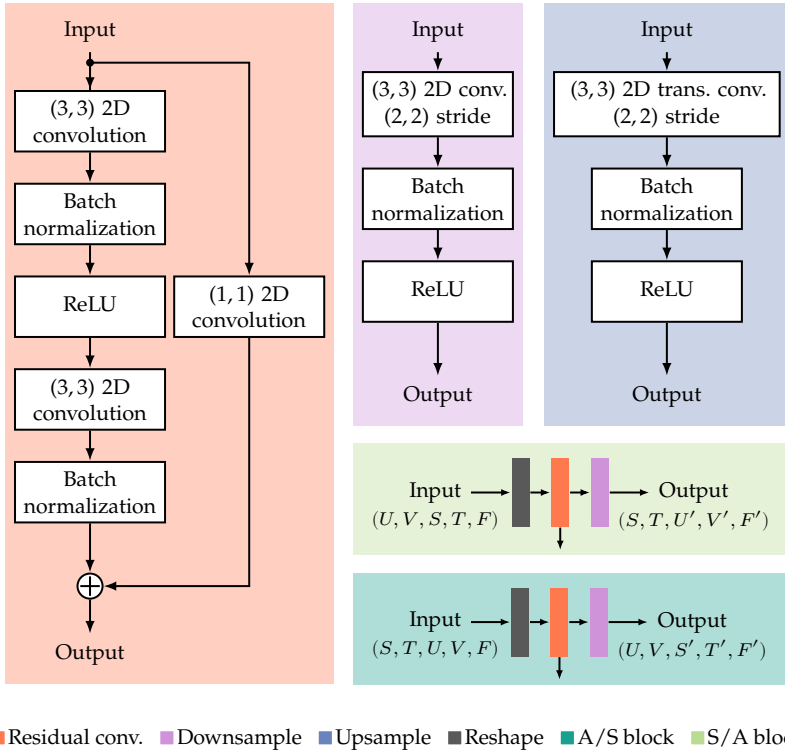 Input
(3, 3) 2D
convolution
Batch
normalization
ReLU
(1, 1) 2D
convolution
(3, 3) 2D
convolution
Batch
normalization
Output
Input
(3, 3) 2D conv.
(2, 2) stride
Batch
normalization
ReLU
Output
Input
(3, 3) 2D trans. conv.
(2, 2) stride
Batch
normalization
ReLU
Output
Input
(U, V, S, T, F)
Output
(S, T, U′, V′, F′)
Input
(S, T, U, V, F)
Output
(U, V, S′, T′, F′)
Residual conv. Downsample Upsample Reshape A/S block S/A bloc